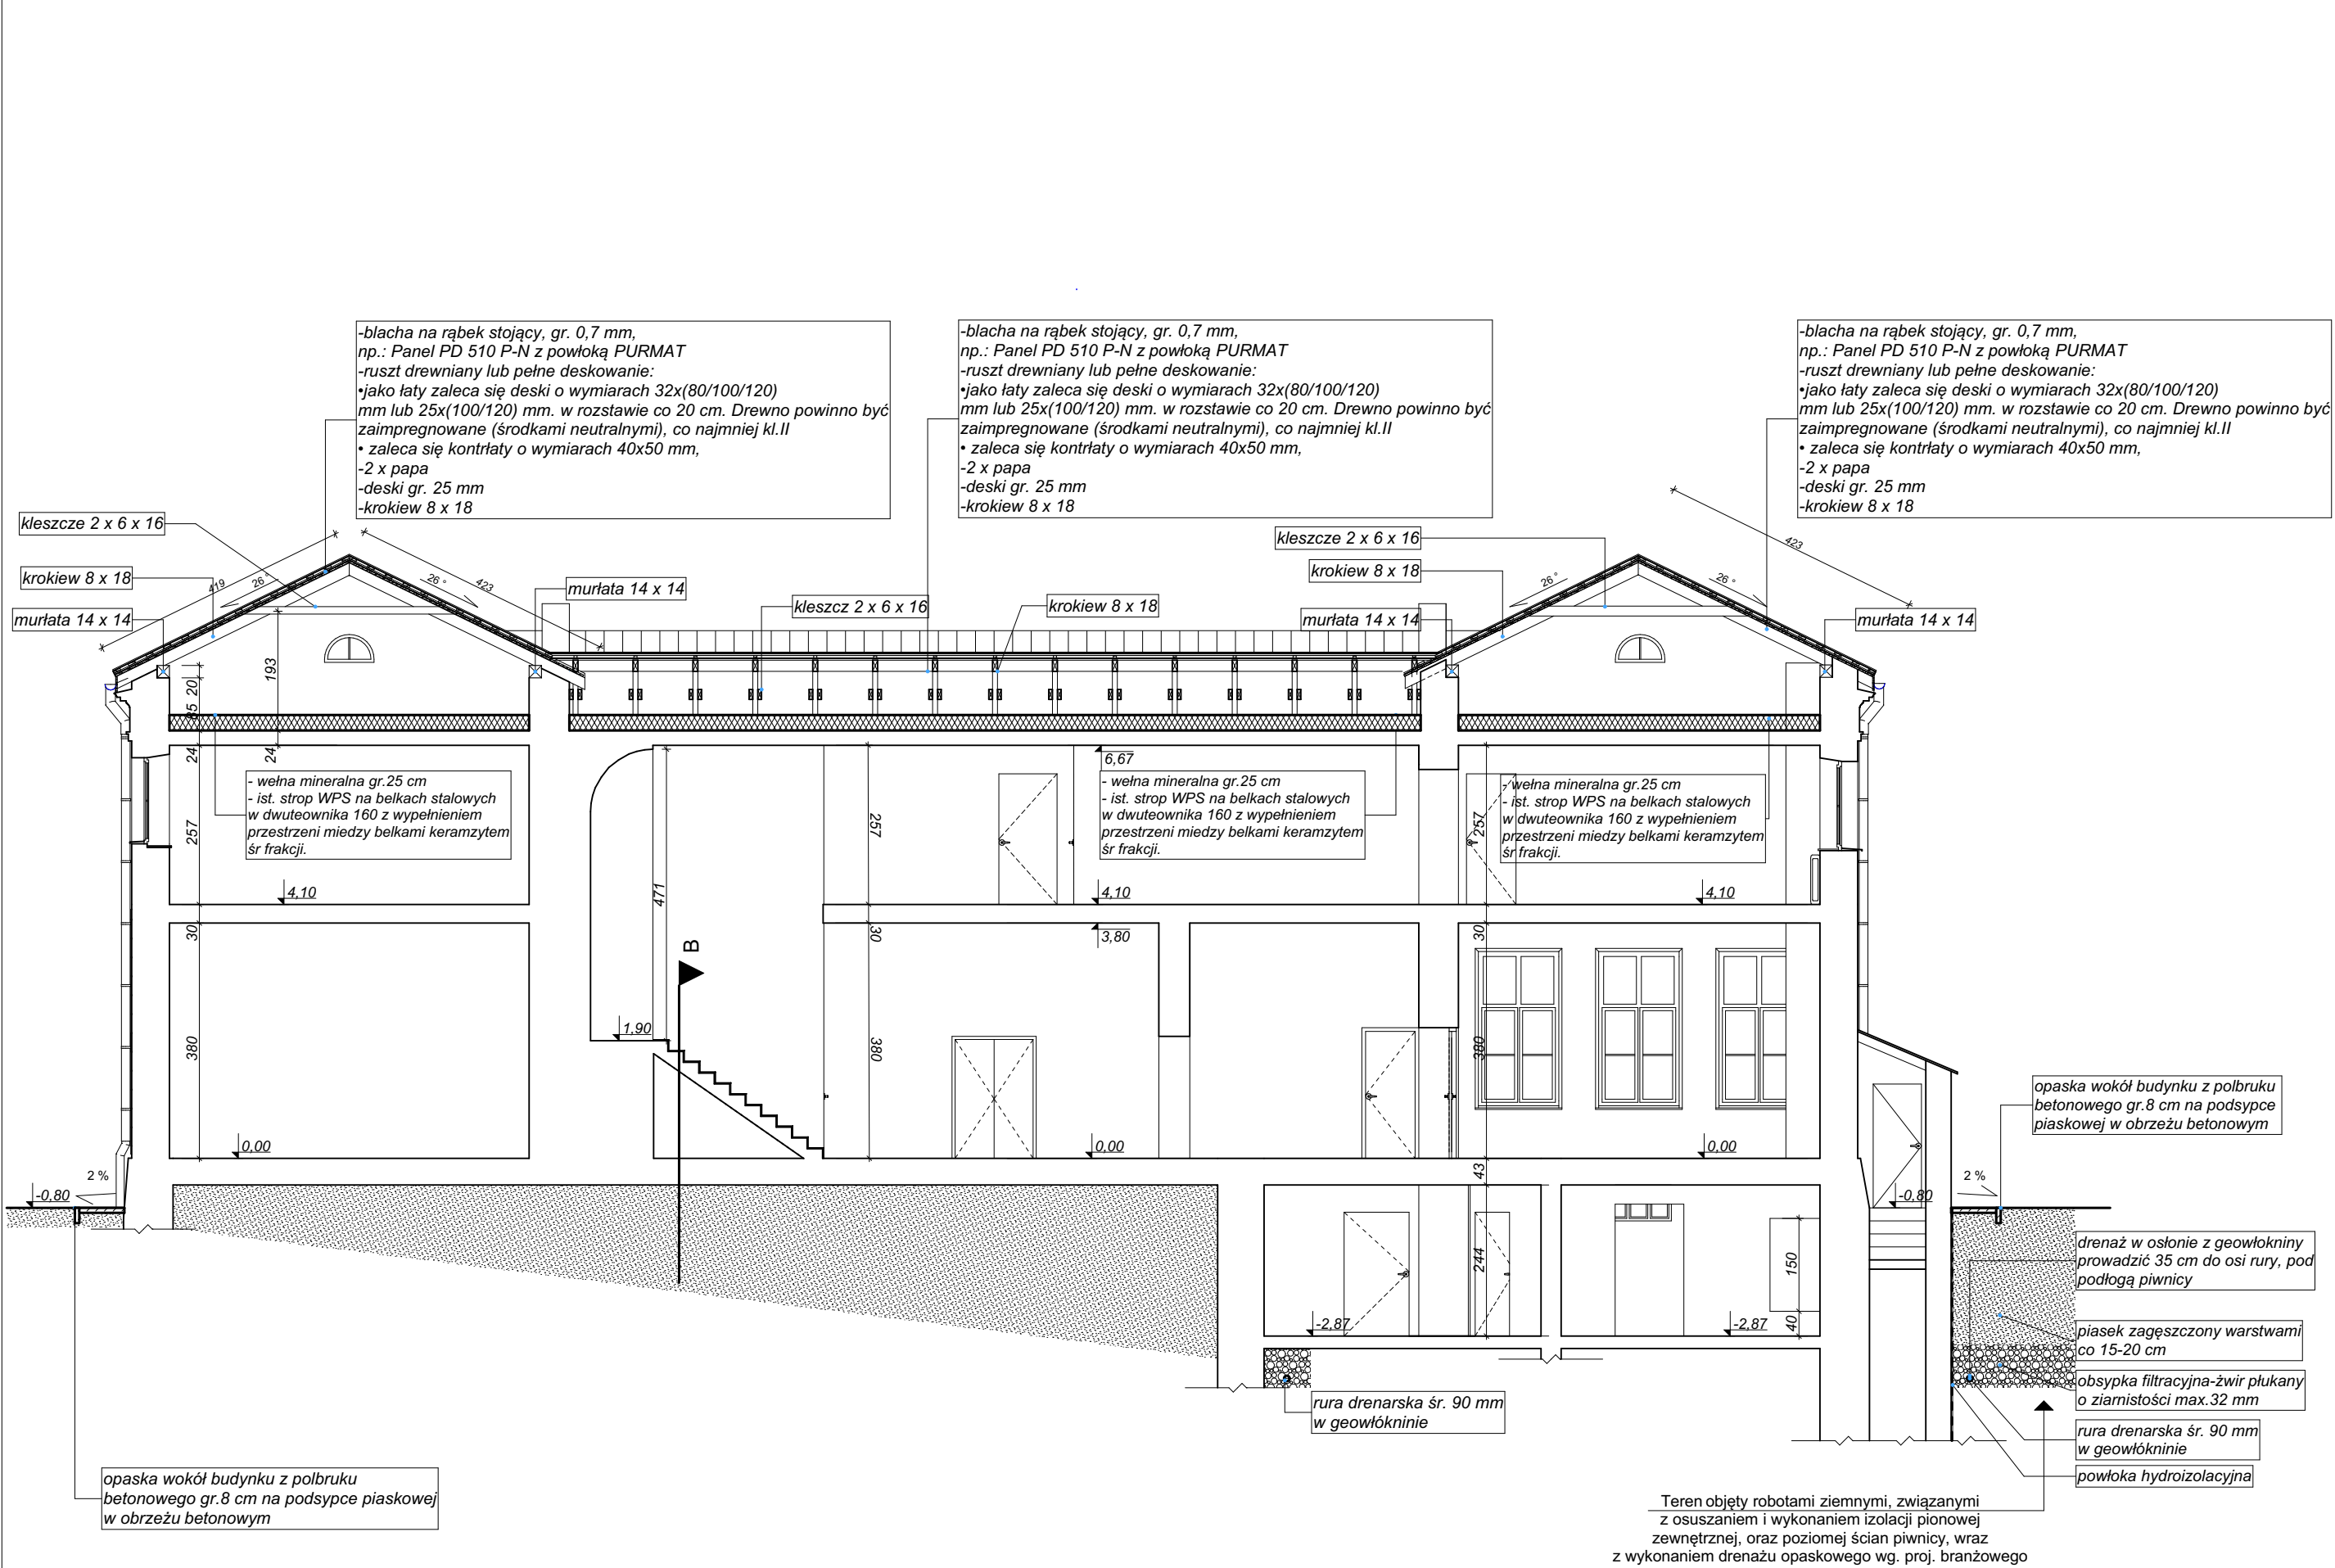 -blacha na rąbek stojący, gr. 0,7 mm,
np.: Panel PD 510 P-N z powłoką PURMAT
-ruszt drewniany lub pełne deskowanie:
•jako łaty zaleca się deski o wymiarach 32x(80/100/120)
mm lub 25x(100/120) mm. w rozstawie co 20 cm. Drewno powinno być
zaimpregnowane (środkami neutralnymi), co najmniej kl.II
• zaleca się kontrłaty o wymiarach 40x50 mm,
-2 x papa
-deski gr. 25 mm
-krokiew 8 x 18
-blacha na rąbek stojący, gr. 0,7 mm,
np.: Panel PD 510 P-N z powłoką PURMAT
-ruszt drewniany lub pełne deskowanie:
•jako łaty zaleca się deski o wymiarach 32x(80/100/120)
mm lub 25x(100/120) mm. w rozstawie co 20 cm. Drewno powinno być
zaimpregnowane (środkami neutralnymi), co najmniej kl.II
• zaleca się kontrłaty o wymiarach 40x50 mm,
-2 x papa
-deski gr. 25 mm
-krokiew 8 x 18
-blacha na rąbek stojący, gr. 0,7 mm,
np.: Panel PD 510 P-N z powłoką PURMAT
-ruszt drewniany lub pełne deskowanie:
•jako łaty zaleca się deski o wymiarach 32x(80/100/120)
mm lub 25x(100/120) mm. w rozstawie co 20 cm. Drewno powinno być
zaimpregnowane (środkami neutralnymi), co najmniej kl.II
• zaleca się kontrłaty o wymiarach 40x50 mm,
-2 x papa
-deski gr. 25 mm
-krokiew 8 x 18
kleszcze 2 x 6 x 16
krokiew 8 x 18
murłata 14 x 14
419
26 °
26 °
423
murłata 14 x 14
kleszcz 2 x 6 x 16
krokiew 8 x 18
kleszcze 2 x 6 x 16
krokiew 8 x 18
murłata 14 x 14
26 °
26 °
423
murłata 14 x 14
193
20
85
24
24
257
30
380
- wełna mineralna gr.25 cm
- ist. strop WPS na belkach stalowych
w dwuteownika 160 z wypełnieniem
przestrzeni miedzy belkami keramzytem
śr frakcji.
6,67
- wełna mineralna gr.25 cm
- ist. strop WPS na belkach stalowych
w dwuteownika 160 z wypełnieniem
przestrzeni miedzy belkami keramzytem
śr frakcji.
- wełna mineralna gr.25 cm
- ist. strop WPS na belkach stalowych
w dwuteownika 160 z wypełnieniem
przestrzeni miedzy belkami keramzytem
śr frakcji.
257
257
471
4,10
4,10
4,10
30
3,80
30
B
1,90
380
380
0,00
0,00
0,00
2 %
-0,80
43
244
-2,87
-2,87
150
40
-0,80
2 %
opaska wokół budynku z polbruku
betonowego gr.8 cm na podsypce
piaskowej w obrzeżu betonowym
drenaż w osłonie z geowłokniny
prowadzić 35 cm do osi rury, pod
podłogą piwnicy
piasek zagęszczony warstwami
co 15-20 cm
obsypka filtracyjna-żwir płukany
o ziarnistości max.32 mm
rura drenarska śr. 90 mm
w geowłókninie
powłoka hydroizolacyjna
rura drenarska śr. 90 mm
w geowłókninie
opaska wokół budynku z polbruku
betonowego gr.8 cm na podsypce piaskowej
w obrzeżu betonowym
Teren objęty robotami ziemnymi, związanymi
z osuszaniem i wykonaniem izolacji pionowej
zewnętrznej, oraz poziomej ścian piwnicy, wraz
z wykonaniem drenażu opaskowego wg. proj. branżowego